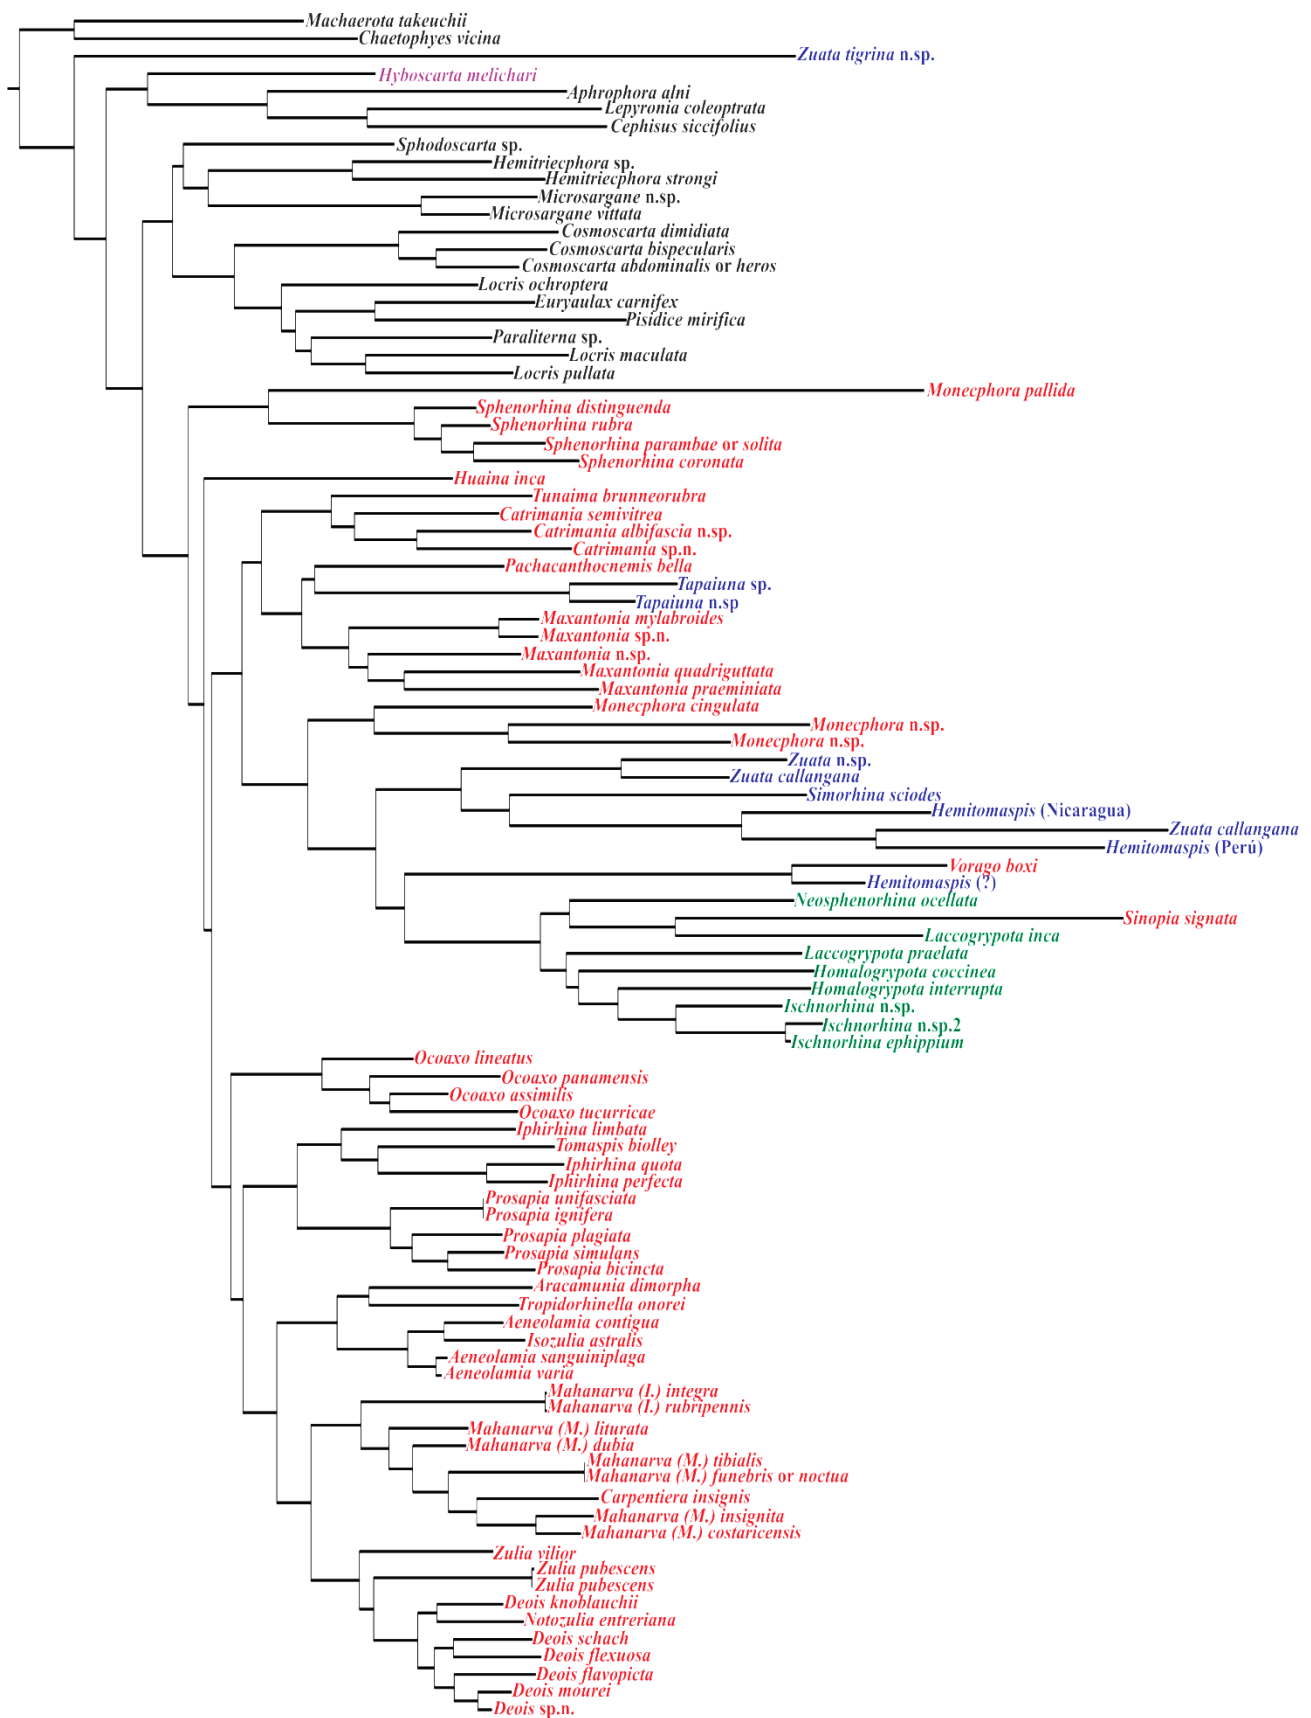 Machaerota takeuchii
Chaetophyes vicina
Zuata tigrina n.sp.
Hyboscarta melichari
Aphrophora alni
Lepyronia coleoptrata
Cephisus siccifolius
Sphodoscarta sp.
Hemitriecphora sp.
Hemitriecphora strongi
Microsargane n.sp.
Microsargane vittata
Cosmoscarta dimidiata
Cosmoscarta bispecularis
Cosmoscarta abdominalis or heros
Locris ochroptera
Euryaulax carnifex
Pisidice mirifica
Paraliterna sp.
Locris maculata
Locris pullata
Monecphora pallida
Sphenorhina distinguenda
Sphenorhina rubra
Sphenorhina parambae or solita
Sphenorhina coronata
Huaina inca
Tunaima brunneorubra
Catrimania semivitrea
Catrimania albifascia n.sp.
Catrimania sp.n.
Pachacanthocnemis bella
Tapaiuna sp.
Tapaiuna n.sp
Maxantonia mylabroides
Maxantonia sp.n.
Maxantonia n.sp.
Maxantonia quadriguttata
Maxantonia praeminiata
Monecphora cingulata
Monecphora n.sp.
Monecphora n.sp.
Zuata n.sp.
Zuata callangana
Simorhina sciodes
Hemitomaspis (Nicaragua)
Zuata callangana
Hemitomaspis (Perú)
Vorago boxi
Hemitomaspis (?)
Neosphenorhina ocellata
Sinopia signata
Laccogrypota inca
Laccogrypota praelata
Homalogrypota coccinea
Homalogrypota interrupta
Ischnorhina n.sp.
Ischnorhina n.sp.2
Ischnorhina ephippium
Ocoaxo lineatus
Ocoaxo panamensis
Ocoaxo assimilis
Ocoaxo tucurricae
Iphirhina limbata
Tomaspis biolley
Iphirhina quota
Iphirhina perfecta
Prosapia unifasciata
Prosapia ignifera
Prosapia plagiata
Prosapia simulans
Prosapia bicincta
Aracamunia dimorpha
Tropidorhinella onorei
Aeneolamia contigua
Isozulia astralis
Aeneolamia sanguiniplaga
Aeneolamia varia
Mahanarva (I.) integra
Mahanarva (I.) rubripennis
Mahanarva (M.) liturata
Mahanarva (M.) dubia
Mahanarva (M.) tibialis
Mahanarva (M.) funebris or noctua
Carpentiera insignis
Mahanarva (M.) insignita
Mahanarva (M.) costaricensis
Zulia vilior
Zulia pubescens
Zulia pubescens
Deois knoblauchii
Notozulia entreriana
Deois schach
Deois flexuosa
Deois flavopicta
Deois mourei
Deois sp.n.